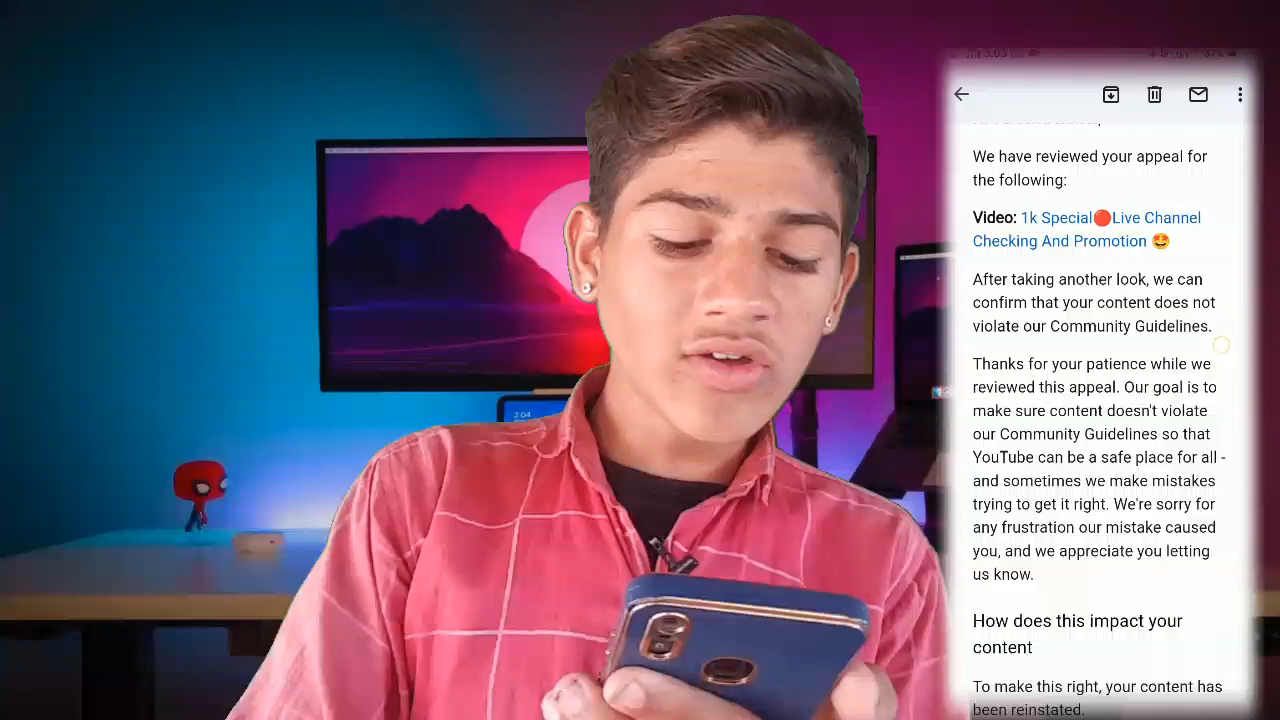 We have reviewed your appeal for
the following:
Video: 1k Special🔴Live Channel
Checking And Promotion 🤩
After taking another look, we can
confirm that your content does not
violate our Community Guidelines.
Thanks for your patience while we
reviewed this appeal. Our goal is to
make sure content doesn't violate
our Community Guidelines so that
YouTube can be a safe place for all -
and sometimes we make mistakes
trying to get it right. We're sorry for
any frustration our mistake caused
you, and we appreciate you letting
us know.
How does this impact your
content
To make this right, your content has
been reinstated.
2:04